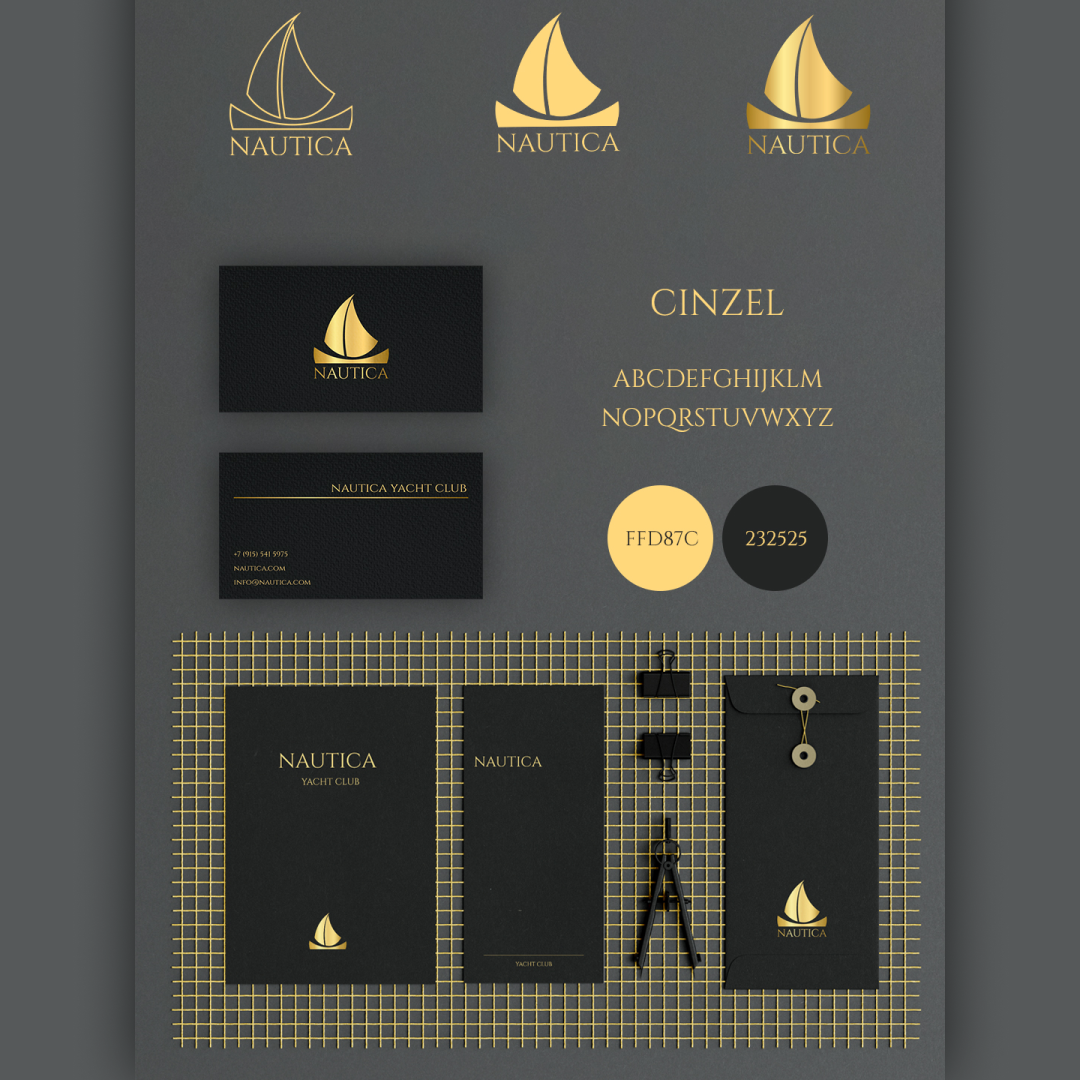 NAUTICA
NAUTICA
NAUTICA
NAUTICA
CINZEL
ABCDEFGHIJKLM
NOPQRSTUVWXYZ
NAUTICA YACHT CLUB
+7 (915) 541 5975
NAUTICA.COM
INFO@NAUTICA.COM
FFD87C
232525
NAUTICA
YACHT CLUB
NAUTICA
YACHT CLUB
NAUTICA